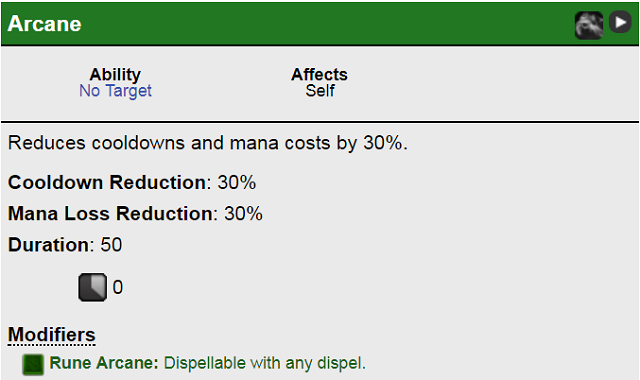 Arcane
Ability
Affects
No Target
Self
Reduces cooldowns and mana costs by 30%.
Cooldown Reduction: 30%
Mana Loss Reduction: 30%
Duration: 50
0
Modifiers
Rune Arcane: Dispellable with any dispel.